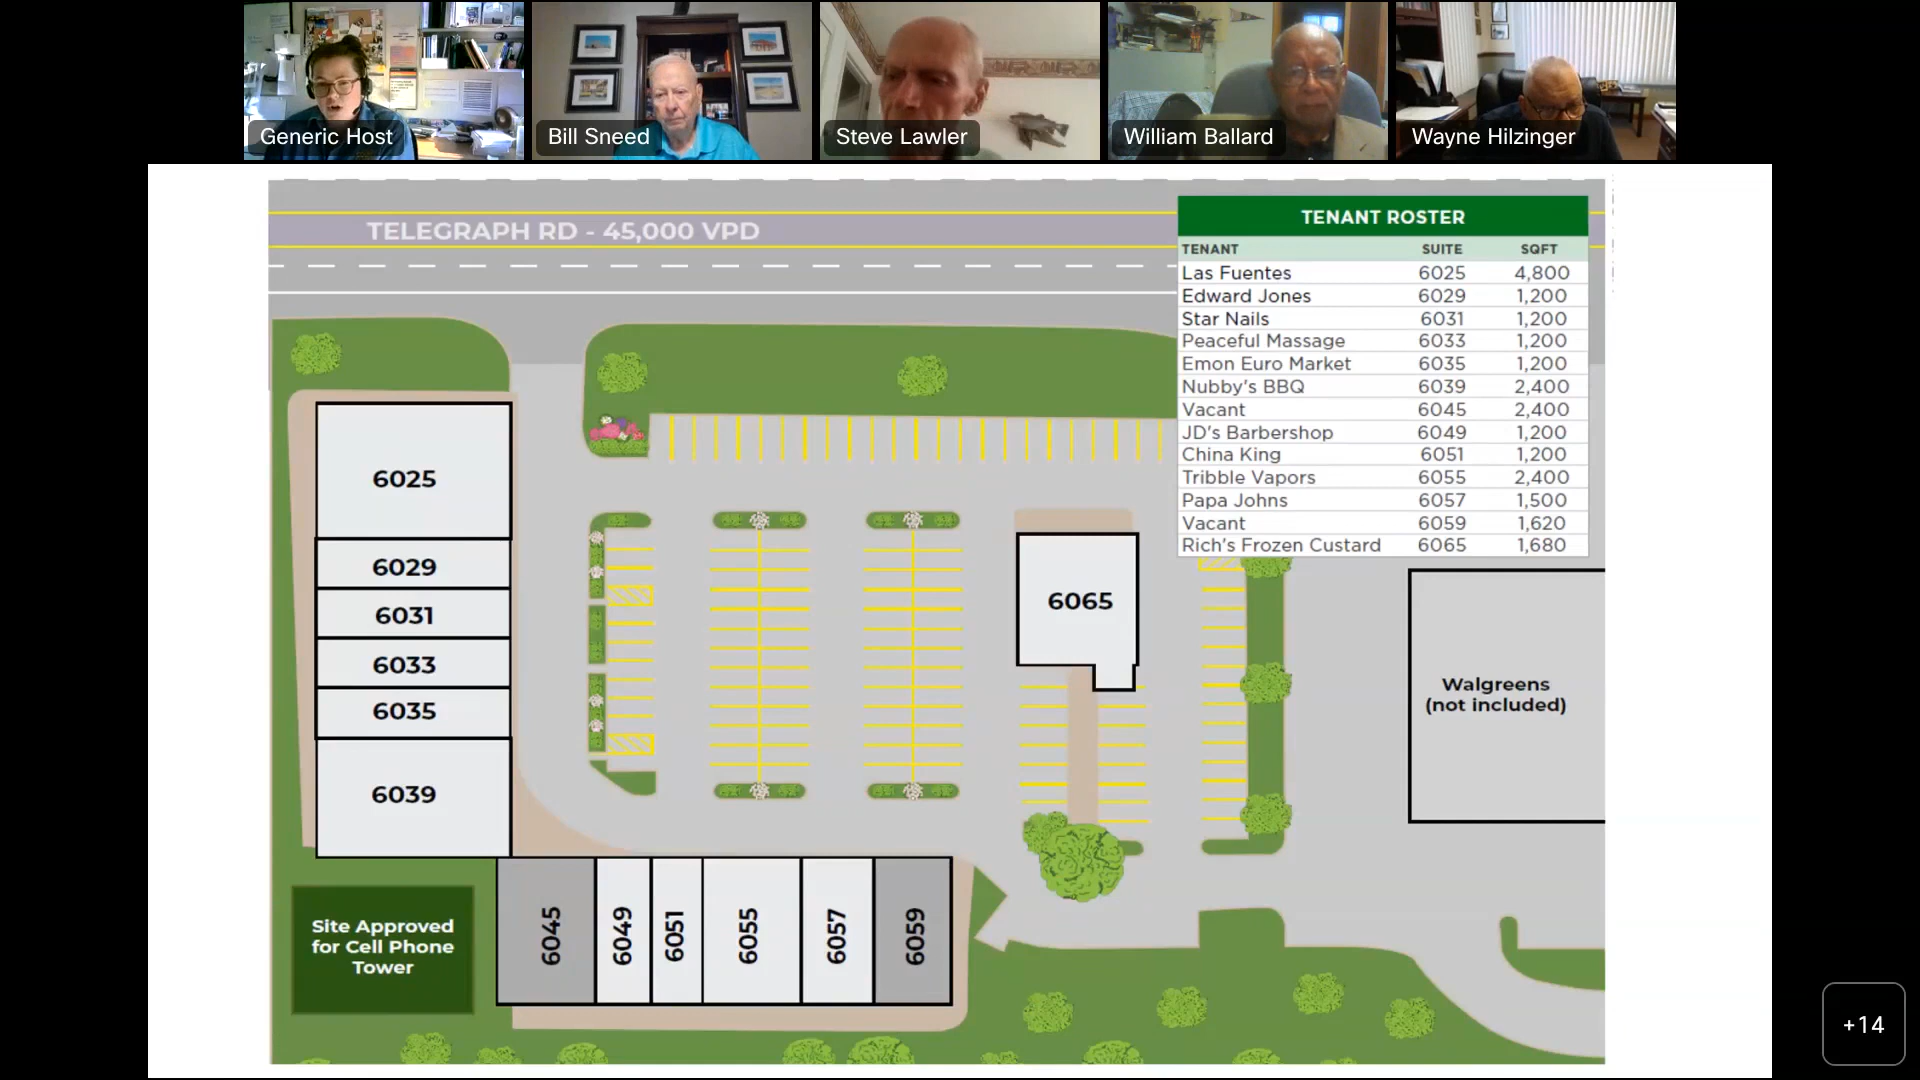 Generic Host
Bill Sneed
Steve Lawler
William Ballard
Wayne Hilzinger
TELEGRAPH RD - 45,000 VPD
TENANT ROSTER
TENANT SUITE SQFT
Las Fuentes 6025 4,800
Edward Jones 6029 1,200
Star Nails 6031 1,200
Peaceful Massage 6033 1,200
Emon Euro Market 6035 1,200
Nubby's BBQ 6039 2,400
Vacant 6045 2,400
JD's Barbershop 6049 1,200
China King 6051 1,200
Tribble Vapors 6055 2,400
Papa Johns 6057 1,500
Vacant 6059 1,620
Rich's Frozen Custard 6065 1,680
6025
6029
6031
6033
6035
6039
6065
Walgreens
(not included)
Site Approved
for Cell Phone
Tower
6045
6049
6051
6055
6057
6059
+14